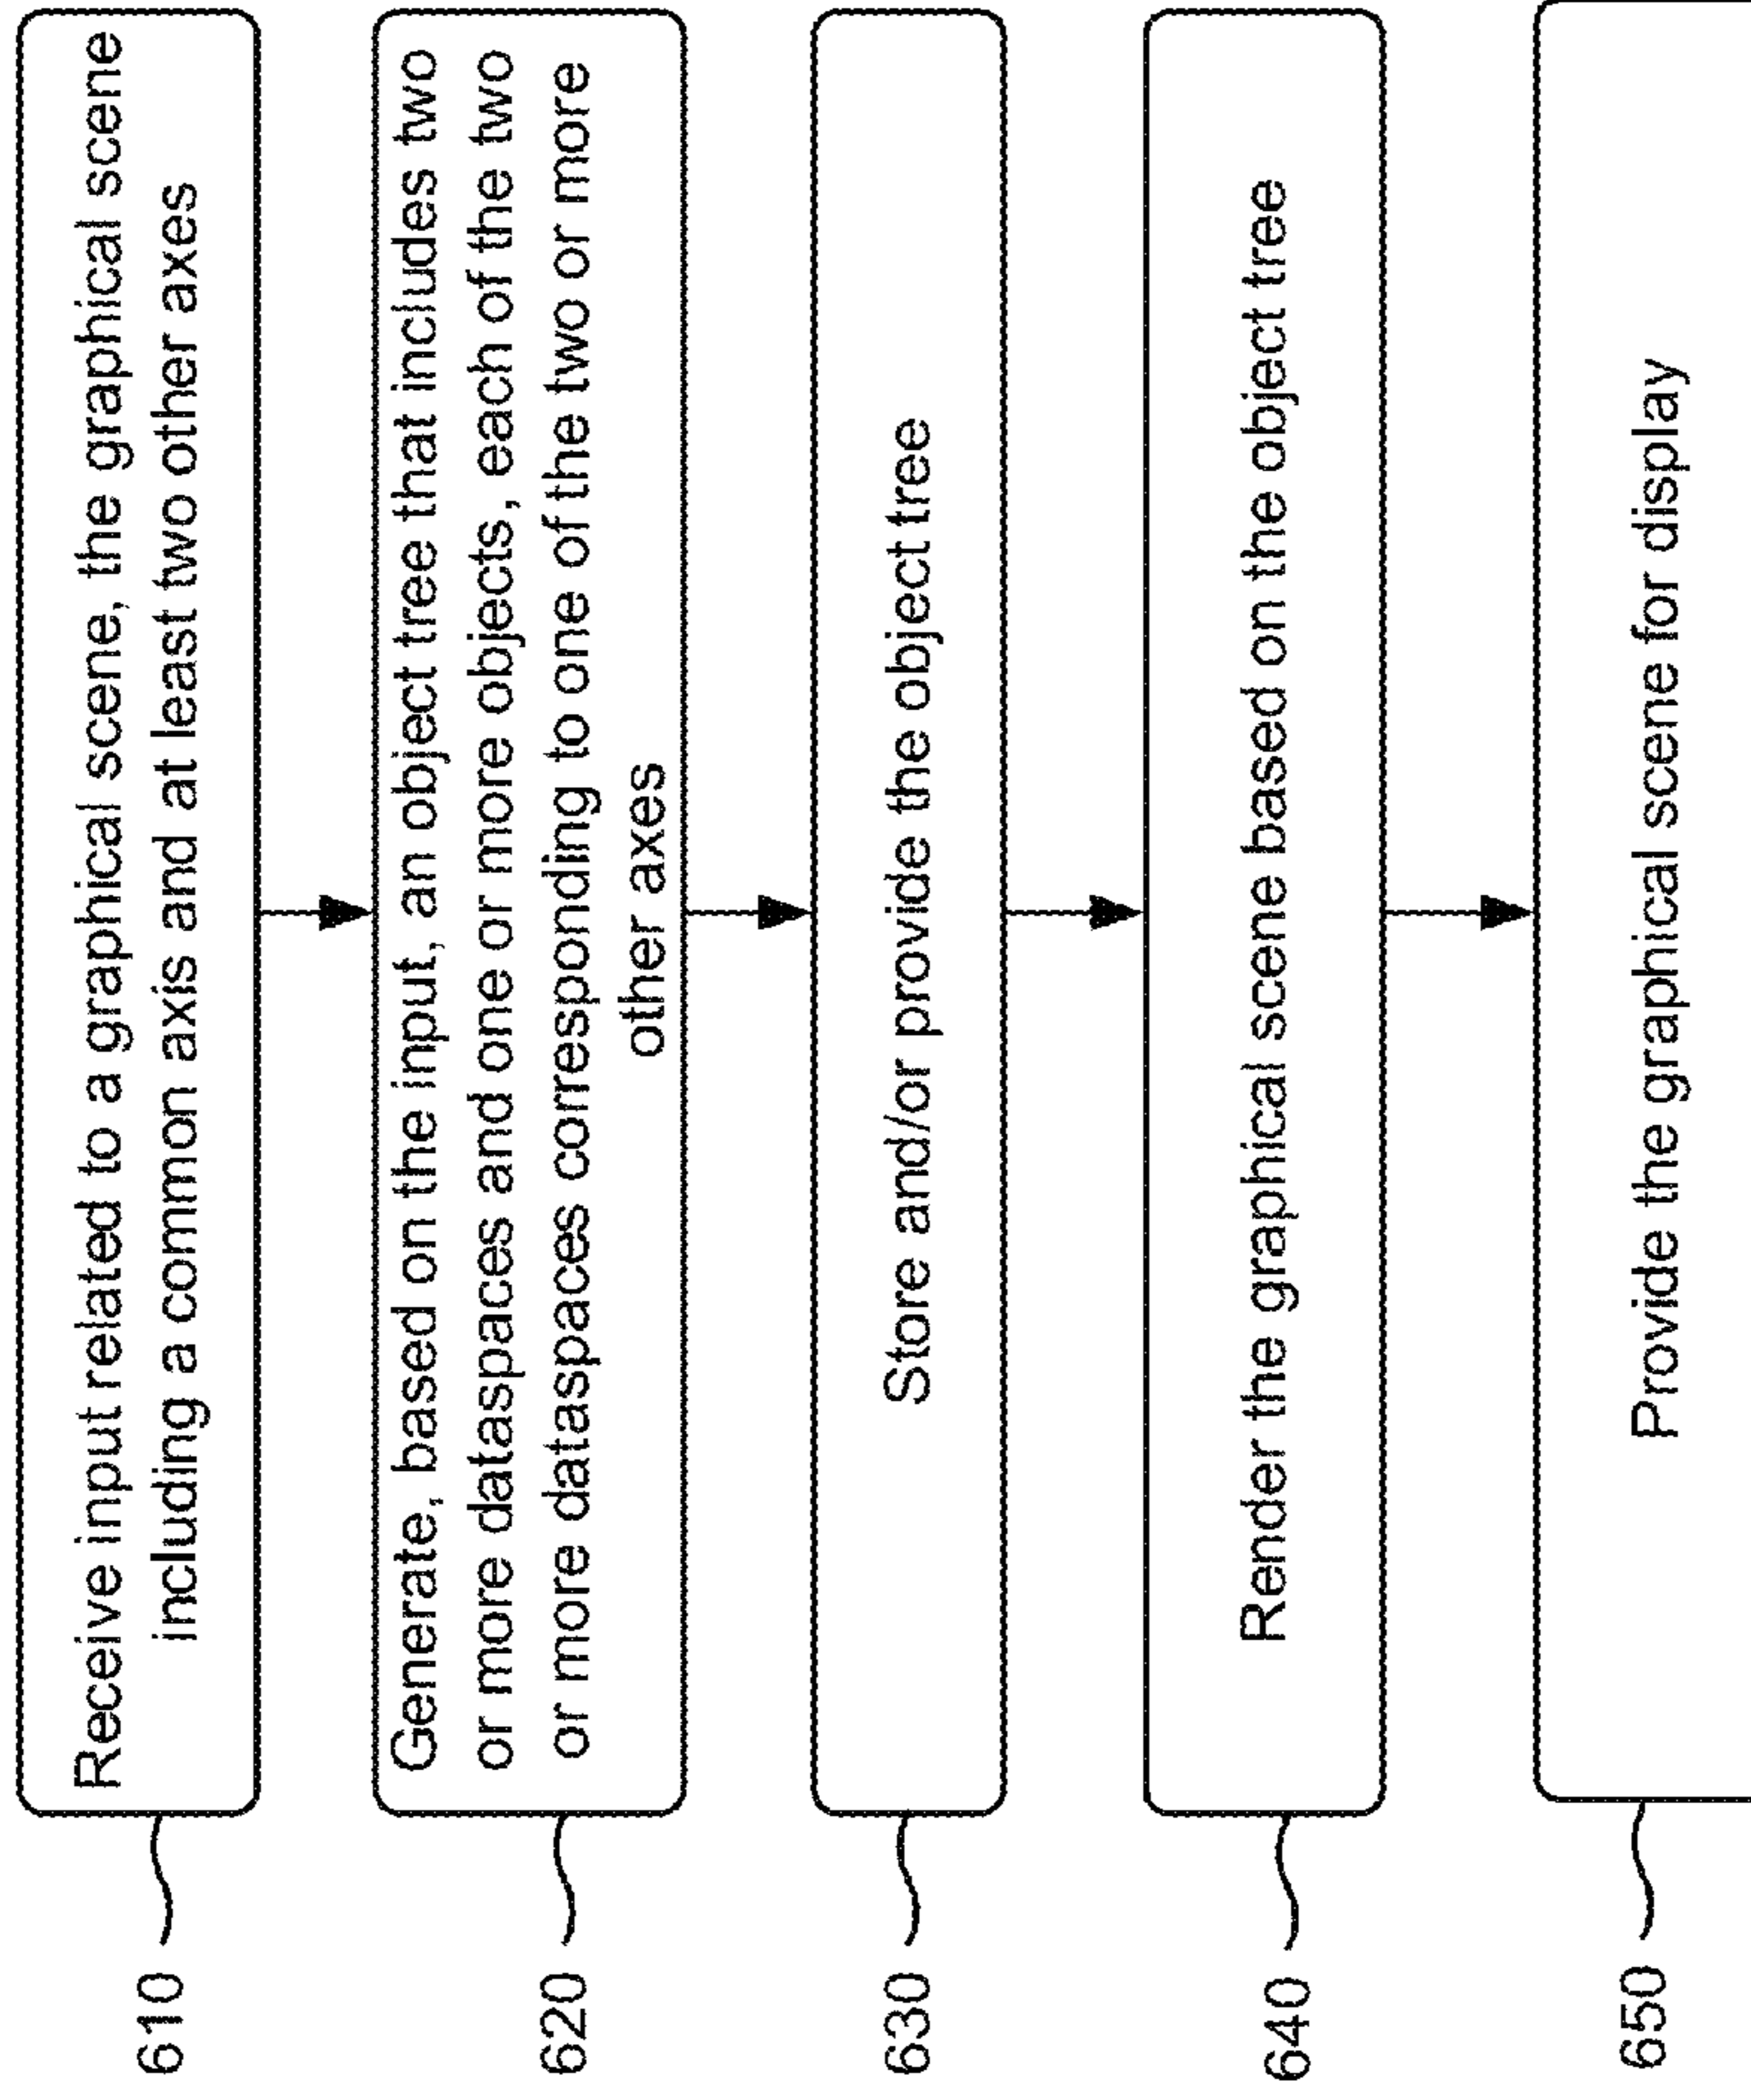 610
Receive input related to a graphical scene, the graphical scene
including a common axis and at least two other axes
620
Generate, based on the input, an object tree that includes two
or more dataspaces and one or more objects, each of the two
or more dataspaces corresponding to one of the two or more
other axes
630
Store and/or provide the object tree
640
Render the graphical scene based on the object tree
650
Provide the graphical scene for display